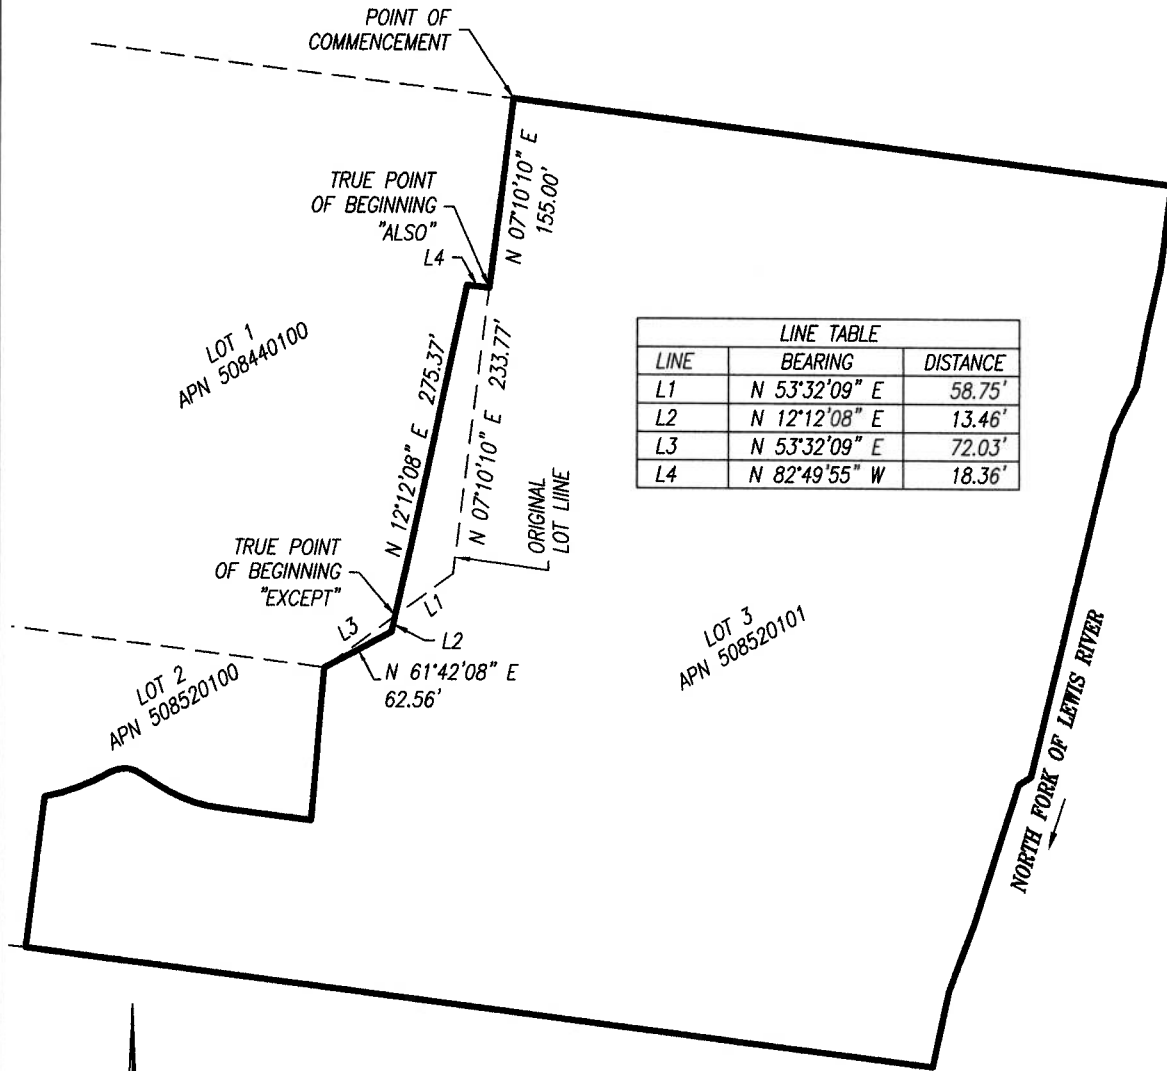 POINT OF
COMMENCEMENT
N 07°10'10" E
155.00'
TRUE POINT
OF BEGINNING
"ALSO"
L4
LOT 1
APN 508440100
N 12°12'08" E 275.37'
N 07°10'10" E 233.77'
ORIGINAL
LOT LIINE
LINE TABLE
LINE BEARING DISTANCE
L1 N 53°32'09" E 58.75'
L2 N 12°12'08" E 13.46'
L3 N 53°32'09" E 72.03'
L4 N 82°49'55" W 18.36'
TRUE POINT
OF BEGINNING
"EXCEPT"
L1
L3
L2
N 61°42'08" E
62.56'
LOT 2
APN 508520100
LOT 3
APN 508520101
NORTH FORK OF LEWIS RIVER